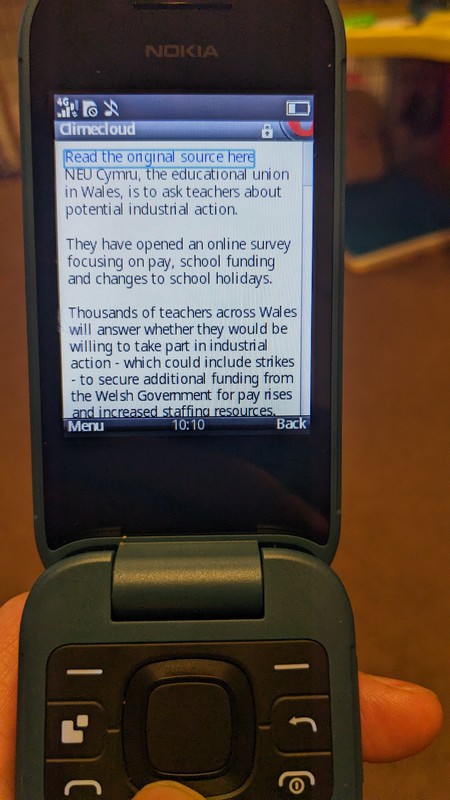 NOKIA
4G
Climecloud
Read the original source here
NEU Cymru, the educational union
in Wales, is to ask teachers about
potential industrial action.
They have opened an online survey
focusing on pay, school funding
and changes to school holidays.
Thousands of teachers across Wales
will answer whether they would be
willing to take part in industrial
action - which could include strikes
- to secure additional funding from
the Welsh Government for pay rises
and increased staffing resources.
Menu 10:10 Back